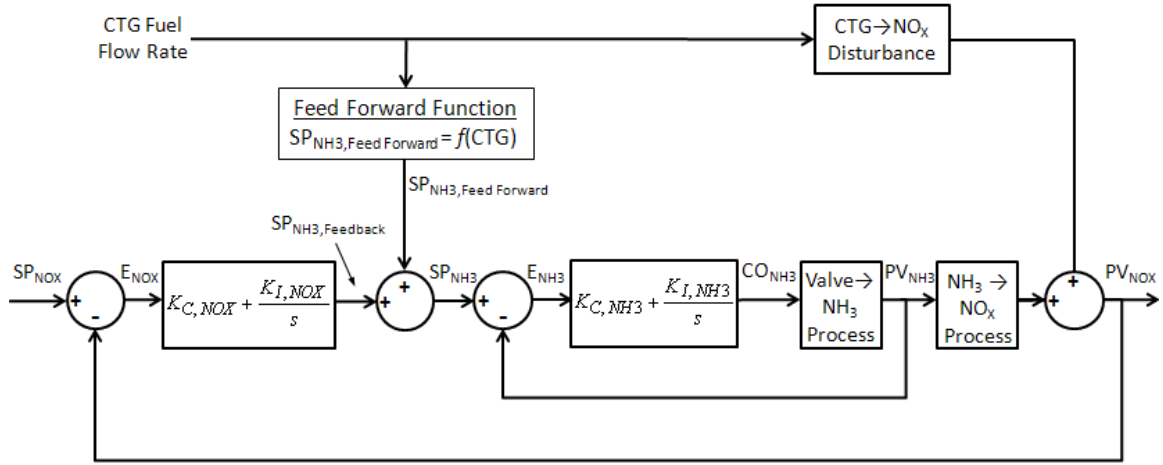 CTG Fuel
Flow Rate
CTG→NOX
Disturbance
Feed Forward Function
SPNH3,Feed Forward = f(CTG)
SPNH3,Feed Forward
SPNH3,Feedback
SPNOX
ENOX
SPNH3
ENH3
CONH3
PVNH3
PVNOX
+
-
KC,NOX + KI,NOX/s
+
+
+
-
KC,NH3 + KI,NH3/s
Valve→
NH3
Process
NH3 →
NOX
Process
+
+